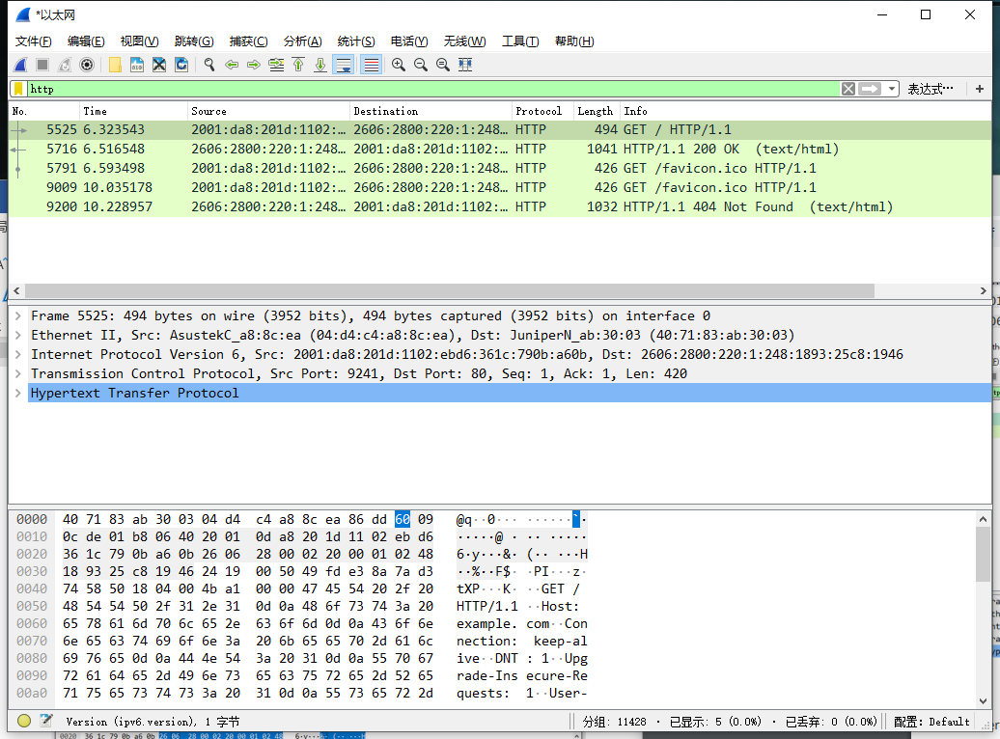 *以太网
文件(F) 编辑(E) 视图(V) 跳转(G) 捕获(C) 分析(A) 统计(S) 电话(Y) 无线(W) 工具(T) 帮助(H)
http 表达式… +
No. Time Source Destination Protocol Length Info
5525 6.323543 2001:da8:201d:1102:… 2606:2800:220:1:248… HTTP 494 GET / HTTP/1.1
5716 6.516548 2606:2800:220:1:248… 2001:da8:201d:1102:… HTTP 1041 HTTP/1.1 200 OK (text/html)
5791 6.593498 2001:da8:201d:1102:… 2606:2800:220:1:248… HTTP 426 GET /favicon.ico HTTP/1.1
9009 10.035178 2001:da8:201d:1102:… 2606:2800:220:1:248… HTTP 426 GET /favicon.ico HTTP/1.1
9200 10.228957 2606:2800:220:1:248… 2001:da8:201d:1102:… HTTP 1032 HTTP/1.1 404 Not Found (text/html)
Frame 5525: 494 bytes on wire (3952 bits), 494 bytes captured (3952 bits) on interface 0
Ethernet II, Src: AsustekC_a8:8c:ea (04:d4:c4:a8:8c:ea), Dst: JuniperN_ab:30:03 (40:71:83:ab:30:03)
Internet Protocol Version 6, Src: 2001:da8:201d:1102:ebd6:361c:790b:a60b, Dst: 2606:2800:220:1:248:1893:25c8:1946
Transmission Control Protocol, Src Port: 9241, Dst Port: 80, Seq: 1, Ack: 1, Len: 420
Hypertext Transfer Protocol
0000 40 71 83 ab 30 03 04 d4 c4 a8 8c ea 86 dd 60 09 @q··0··· ······`·
0010 0c de 01 b8 06 40 20 01 0d a8 20 1d 11 02 eb d6 ·····@ · ·· ·····
0020 36 1c 79 0b a6 0b 26 06 28 00 02 20 00 01 02 48 6·y···&· (·· ···H
0030 18 93 25 c8 19 46 24 19 00 50 49 fd e3 8a 7a d3 ··%··F$· ·PI···z·
0040 74 58 50 18 04 00 4b a1 00 00 47 45 54 20 2f 20 tXP···K· ··GET /
0050 48 54 54 50 2f 31 2e 31 0d 0a 48 6f 73 74 3a 20 HTTP/1.1 ··Host:
0060 65 78 61 6d 70 6c 65 2e 63 6f 6d 0d 0a 43 6f 6e example. com··Con
0070 6e 65 63 74 69 6f 6e 3a 20 6b 65 65 70 2d 61 6c nection: keep-al
0080 69 76 65 0d 0a 44 4e 54 3a 20 31 0d 0a 55 70 67 ive··DNT : 1··Upg
0090 72 61 64 65 2d 49 6e 73 65 63 75 72 65 2d 52 65 rade-Ins ecure-Re
00a0 71 75 65 73 74 73 3a 20 31 0d 0a 55 73 65 72 2d quests: 1··User-
Version (ipv6.version), 1 字节 分组: 11428 · 已显示: 5 (0.0%) · 已丢弃: 0 (0.0%) 配置: Default
0020 36 1c 79 0b a6 0b 26 06 28 00 02 20 00 01 02 48